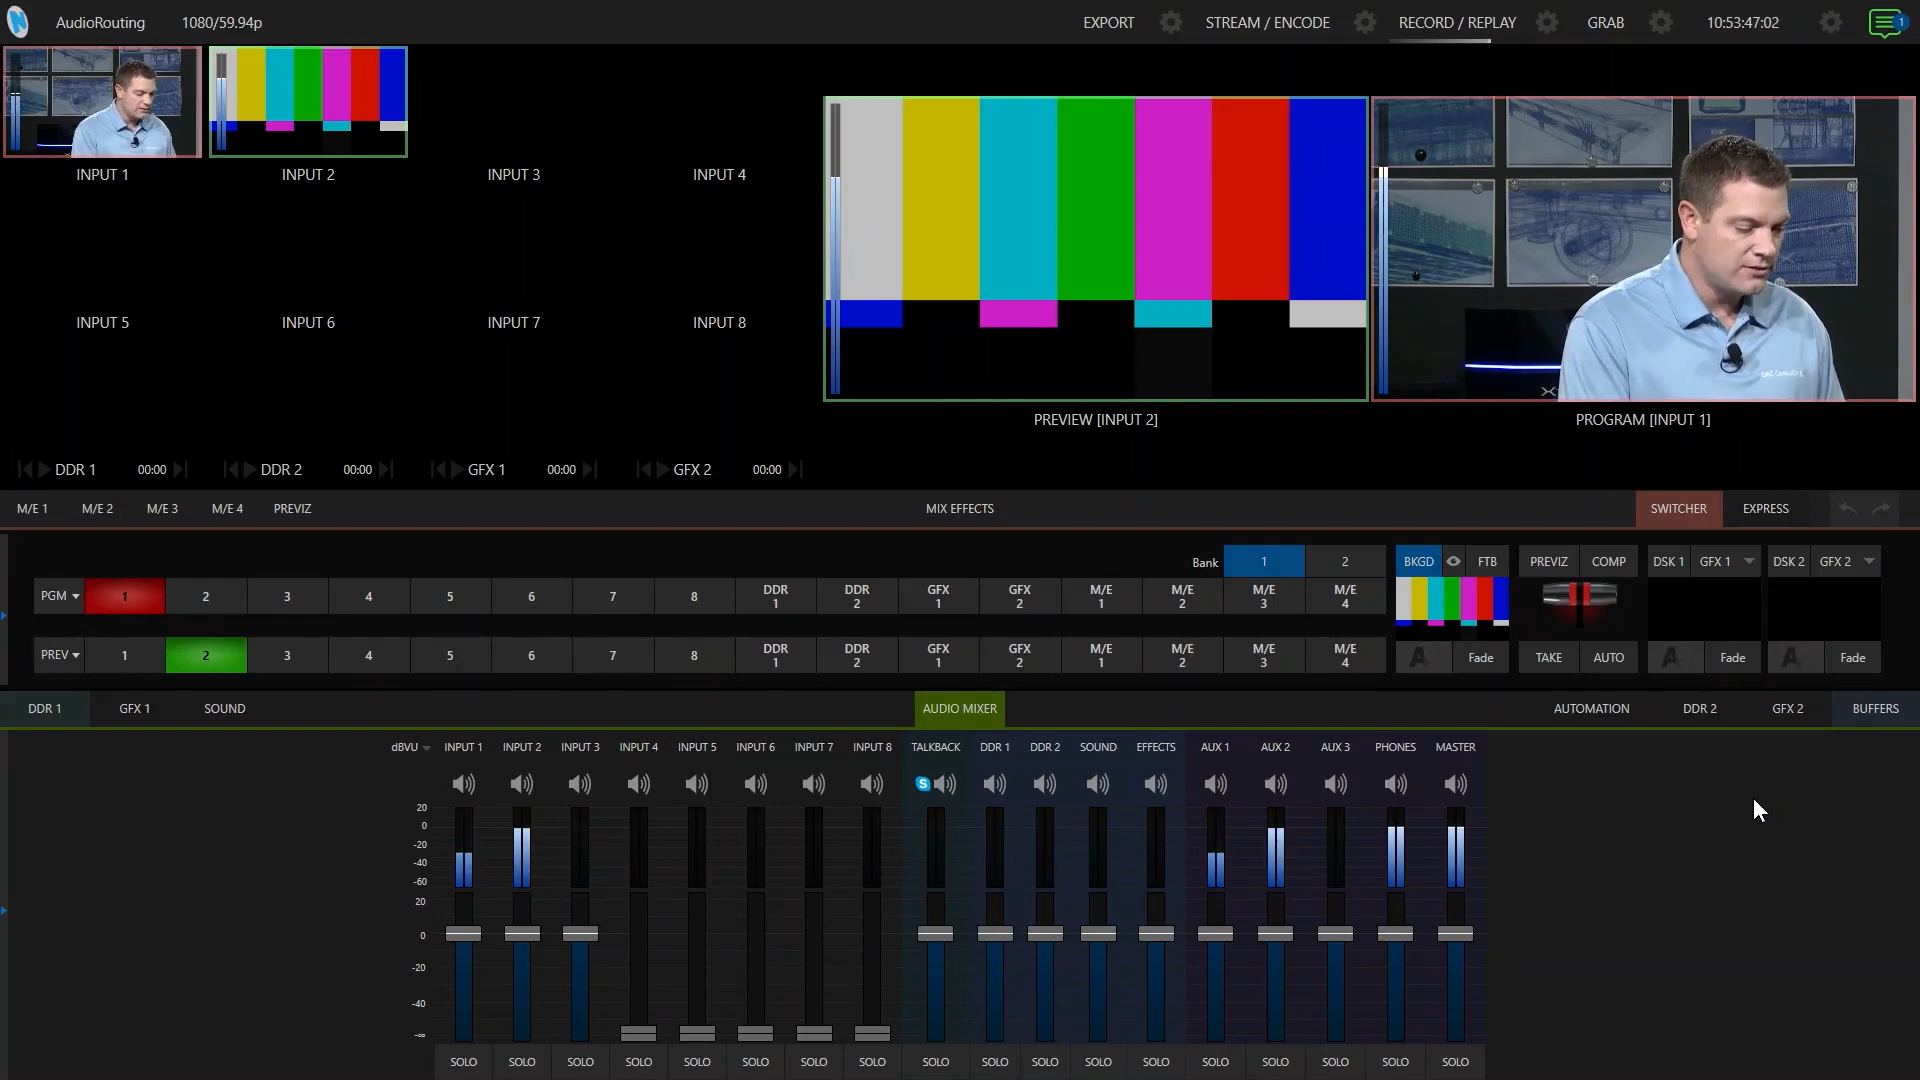 AudioRouting 1080/59.94p EXPORT STREAM / ENCODE RECORD / REPLAY GRAB 10:53:47:02 1
INPUT 1 INPUT 2 INPUT 3 INPUT 4
INPUT 5 INPUT 6 INPUT 7 INPUT 8
PREVIEW [INPUT 2] PROGRAM [INPUT 1]
DDR 1 00:00 DDR 2 00:00 GFX 1 00:00 GFX 2 00:00
M/E 1 M/E 2 M/E 3 M/E 4 PREVIZ MIX EFFECTS SWITCHER EXPRESS
Bank 1 2 BKGD FTB PREVIZ COMP DSK 1 GFX 1 DSK 2 GFX 2
PGM 1 2 3 4 5 6 7 8 DDR 1 DDR 2 GFX 1 GFX 2 M/E 1 M/E 2 M/E 3 M/E 4
PREV 1 2 3 4 5 6 7 8 DDR 1 DDR 2 GFX 1 GFX 2 M/E 1 M/E 2 M/E 3 M/E 4 A Fade TAKE AUTO A Fade A Fade
DDR 1 GFX 1 SOUND AUDIO MIXER AUTOMATION DDR 2 GFX 2 BUFFERS
dBVU INPUT 1 INPUT 2 INPUT 3 INPUT 4 INPUT 5 INPUT 6 INPUT 7 INPUT 8 TALKBACK DDR 1 DDR 2 SOUND EFFECTS AUX 1 AUX 2 AUX 3 PHONES MASTER
20
0
-20
-40
-60
20
0
-20
-40
-∞
SOLO SOLO SOLO SOLO SOLO SOLO SOLO SOLO SOLO SOLO SOLO SOLO SOLO SOLO SOLO SOLO SOLO SOLO